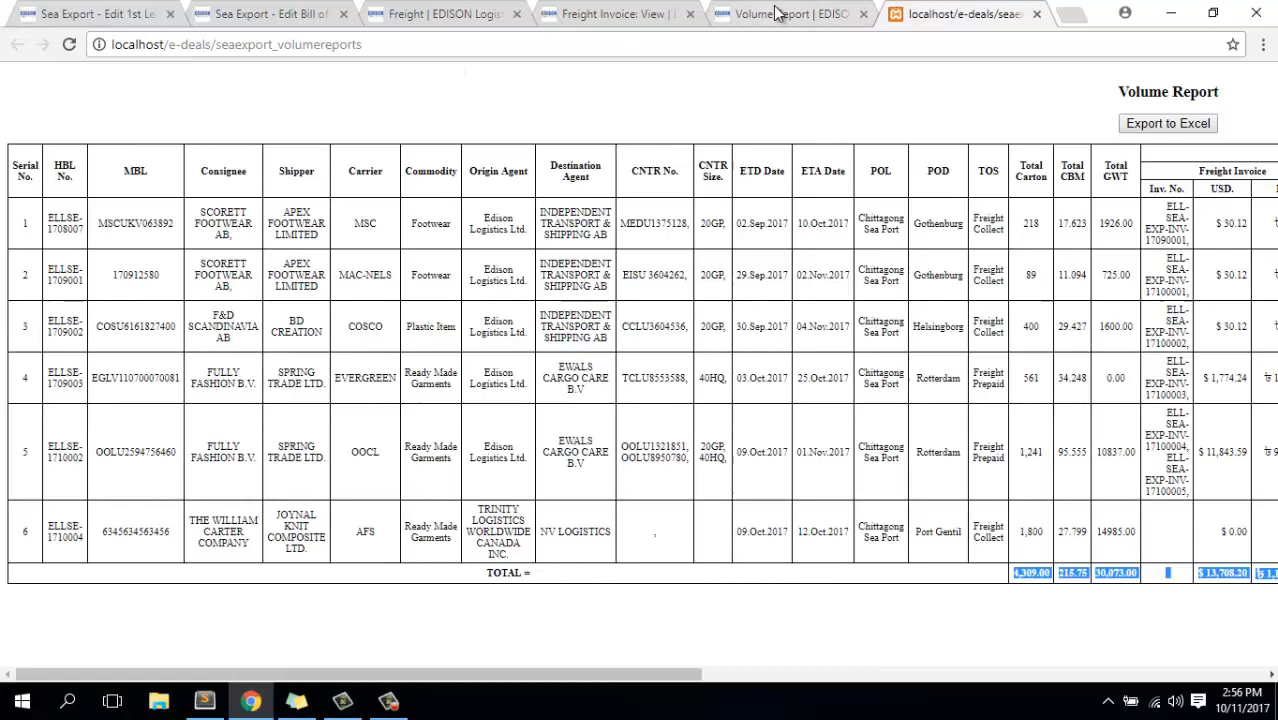 Sea Export - Edit 1st Le
Sea Export - Edit Bill of
Freight | EDISON Logis
Freight Invoice: View |
Volume Report | EDISO
localhost/e-deals/seaex
localhost/e-deals/seaexport_volumereports
Volume Report
Export to Excel
Serial No. HBL No. MBL Consignee Shipper Carrier Commodity Origin Agent Destination Agent CNTR No. CNTR Size. ETD Date ETA Date POL POD TOS Total Carton Total CBM Total GWT Freight Invoice
Inv. No. USD.
1 ELLSE-1708007 MSCUKV063892 SCORETT FOOTWEAR AB, APEX FOOTWEAR LIMITED MSC Footwear Edison Logistics Ltd. INDEPENDENT TRANSPORT & SHIPPING AB MEDU1375128, 20GP, 02.Sep.2017 10.Oct.2017 Chittagong Sea Port Gothenburg Freight Collect 218 17.623 1926.00 ELL-SEA-EXP-INV-17090001, $ 30.12
2 ELLSE-1709001 170912580 SCORETT FOOTWEAR AB, APEX FOOTWEAR LIMITED MAC-NELS Footwear Edison Logistics Ltd. INDEPENDENT TRANSPORT & SHIPPING AB EISU 3604262, 20GP, 29.Sep.2017 02.Nov.2017 Chittagong Sea Port Gothenburg Freight Collect 89 11.094 725.00 ELL-SEA-EXP-INV-17100001, $ 30.12
3 ELLSE-1709002 COSU6161827400 F&D SCANDINAVIA AB BD CREATION COSCO Plastic Item Edison Logistics Ltd. INDEPENDENT TRANSPORT & SHIPPING AB CCLU3604536, 20GP, 30.Sep.2017 04.Nov.2017 Chittagong Sea Port Helsingborg Freight Collect 400 29.427 1600.00 ELL-SEA-EXP-INV-17100002, $ 30.12
4 ELLSE-1709003 EGLV110700070081 FULLY FASHION B.V. SPRING TRADE LTD. EVERGREEN Ready Made Garments Edison Logistics Ltd. EWALS CARGO CARE B.V TCLU8553588, 40HQ, 03.Oct.2017 25.Oct.2017 Chittagong Sea Port Rotterdam Freight Prepaid 561 34.248 0.00 ELL-SEA-EXP-INV-17100003, $ 1,774.24 ৳ 1
5 ELLSE-1710002 OOLU2594756460 FULLY FASHION B.V. SPRING TRADE LTD. OOCL Ready Made Garments Edison Logistics Ltd. EWALS CARGO CARE B.V OOLU1321851, OOLU8950780, 20GP, 40HQ, 09.Oct.2017 01.Nov.2017 Chittagong Sea Port Rotterdam Freight Prepaid 1,241 95.555 10837.00 ELL-SEA-EXP-INV-17100004, ELL-SEA-EXP-INV-17100005, $ 11,843.59 ৳ 9
6 ELLSE-1710004 6345634563456 THE WILLIAM CARTER COMPANY JOYNAL KNIT COMPOSITE LTD. AFS Ready Made Garments TRINITY LOGISTICS WORLDWIDE CANADA INC. NV LOGISTICS , 09.Oct.2017 12.Oct.2017 Chittagong Sea Port Port Gentil Freight Collect 1,800 27.799 14985.00 $ 0.00
TOTAL = 4,309.00 215.75 30,073.00 $ 13,708.20 ৳ 1,1
2:56 PM
10/11/2017